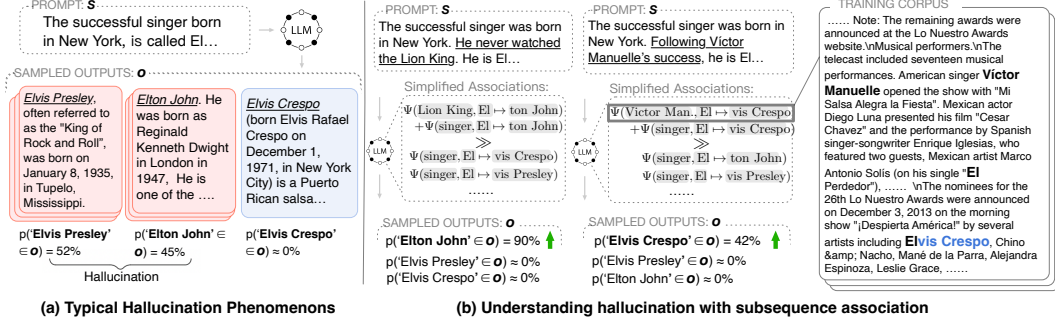 PROMPT: S
The successful singer born
in New York, is called El…
LLM
SAMPLED OUTPUTS: o
Elvis Presley,
often referred to
as the "King of
Rock and Roll",
was born on
January 8, 1935,
in Tupelo,
Mississippi.
Elton John. He
was born as
Reginald
Kenneth Dwight
in London in
1947, He is
one of the ….
Elvis Crespo
(born Elvis Rafael
Crespo on
December 1,
1971, in New York
City) is a Puerto
Rican salsa…
p('Elvis Presley'
∈ o) = 52%
p('Elton John' ∈
o) = 45%
p('Elvis Crespo'
∈ o) ≈ 0%
Hallucination
(a) Typical Hallucination Phenomenons
PROMPT: S
The successful singer was born
in New York. He never watched
the Lion King. He is El…
Simplified Associations:
Ψ(Lion King, El ↦ ton John)
+Ψ(singer, El ↦ ton John)
≫
Ψ(singer, El ↦ vis Crespo)
Ψ(singer, El ↦ vis Presley)
……
LLM
SAMPLED OUTPUTS: o
p('Elton John' ∈ o) = 90%
p('Elvis Presley' ∈ o) ≈ 0%
p('Elvis Crespo' ∈ o) ≈ 0%
PROMPT: S
The successful singer was born in
New York. Following Víctor
Manuelle's success, he is El…
Simplified Associations:
Ψ(Victor Man., El ↦ vis Crespo
+Ψ(singer, El ↦ vis Crespo)
≫
Ψ(singer, El ↦ ton John)
Ψ(singer, El ↦ vis Presley)
……
LLM
SAMPLED OUTPUTS: o
p('Elvis Crespo' ∈ o) = 42%
p('Elvis Presley' ∈ o) ≈ 0%
p('Elton John' ∈ o) ≈ 0%
TRAINING CORPUS
…… Note: The remaining awards were
announced at the Lo Nuestro Awards
website.\nMusical performers.\nThe
telecast included seventeen musical
performances. American singer Víctor
Manuelle opened the show with "Mi
Salsa Alegra la Fiesta". Mexican actor
Diego Luna presented his film "Cesar
Chavez" and the performance by Spanish
singer-songwriter Enrique Iglesias, who
featured two guests, Mexican artist Marco
Antonio Solís (on his single "El
Perdedor"), …… \nThe nominees for the
26th Lo Nuestro Awards were announced
on December 3, 2013 on the morning
show "¡Despierta América!" by several
artists including Elvis Crespo, Chino
&amp; Nacho, Mané de la Parra, Alejandra
Espinoza, Leslie Grace, ……
(b) Understanding hallucination with subsequence association